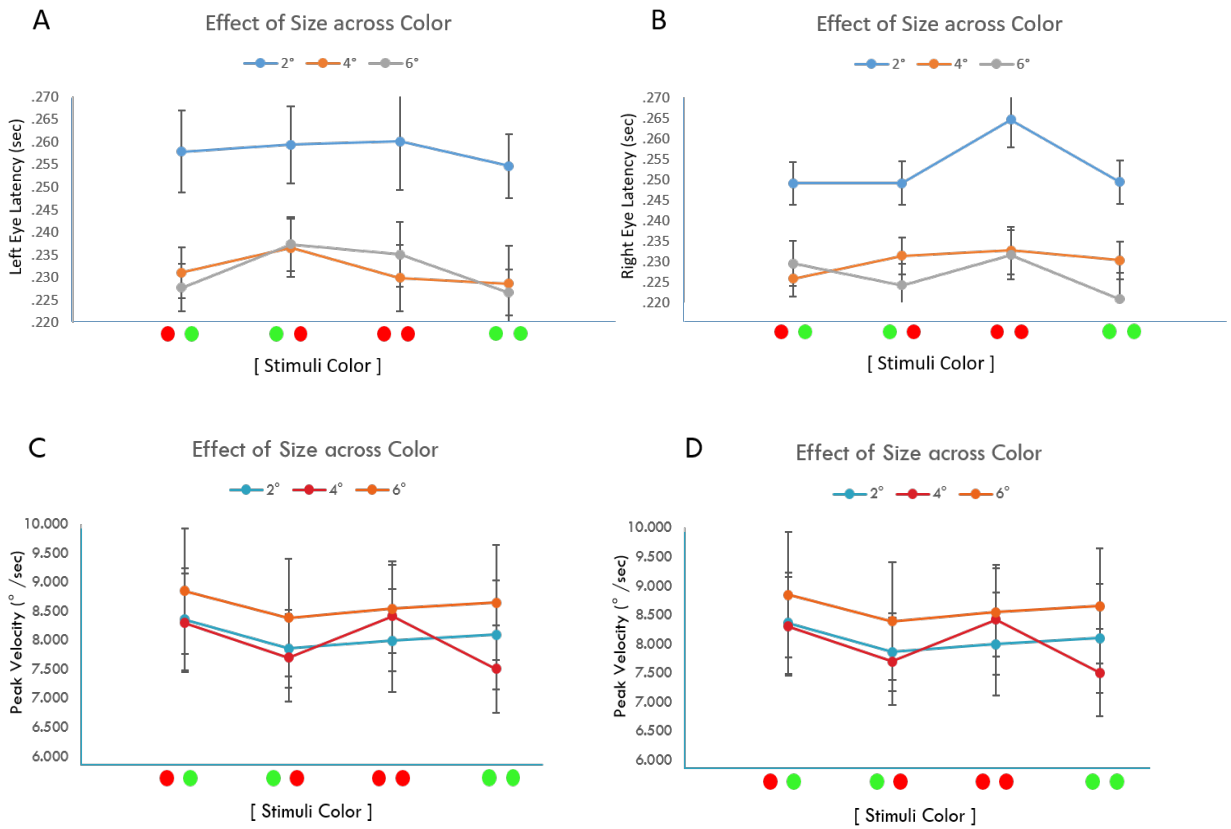 A
Effect of Size across Color
2° 4° 6°
Left Eye Latency (sec)
.270
.265
.260
.255
.250
.245
.240
.235
.230
.225
.220
[ Stimuli Color ]
B
Effect of Size across Color
2° 4° 6°
Right Eye Latency (sec)
.270
.265
.260
.255
.250
.245
.240
.235
.230
.225
.220
[ Stimuli Color ]
C
Effect of Size across Color
2° 4° 6°
Peak Velocity (° /sec)
10.000
9.500
9.000
8.500
8.000
7.500
7.000
6.500
6.000
[ Stimuli Color ]
D
Effect of Size across Color
2° 4° 6°
Peak Velocity (° /sec)
10.000
9.500
9.000
8.500
8.000
7.500
7.000
6.500
6.000
[ Stimuli Color ]